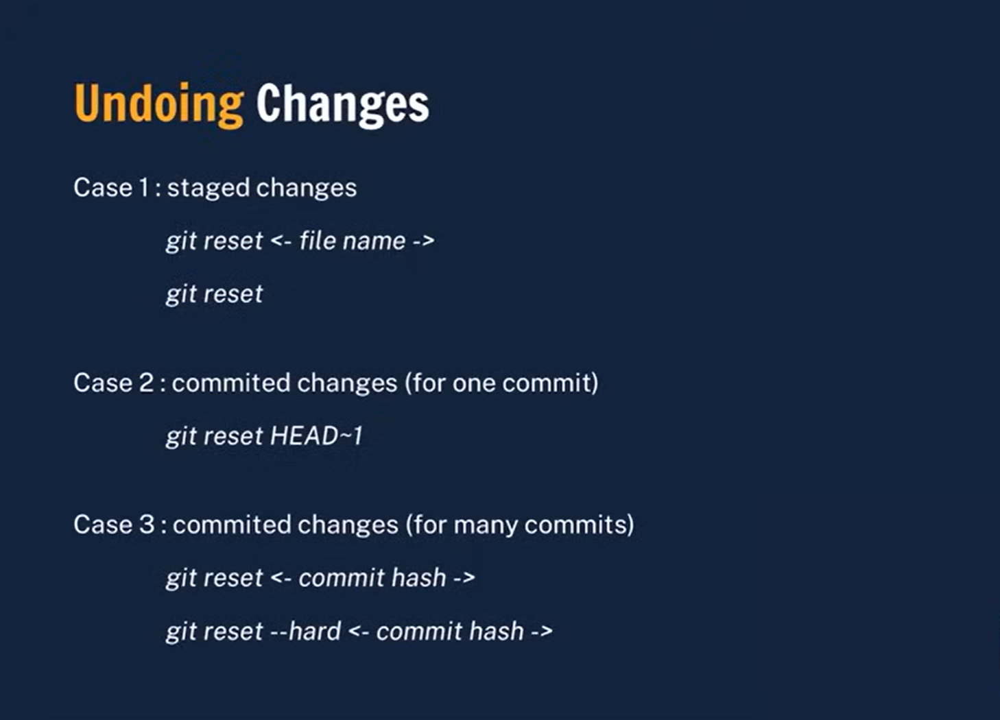 Undoing Changes
Case 1 : staged changes
git reset <- file name ->
git reset
Case 2 : commited changes (for one commit)
git reset HEAD~1
Case 3 : commited changes (for many commits)
git reset <- commit hash ->
git reset --hard <- commit hash ->